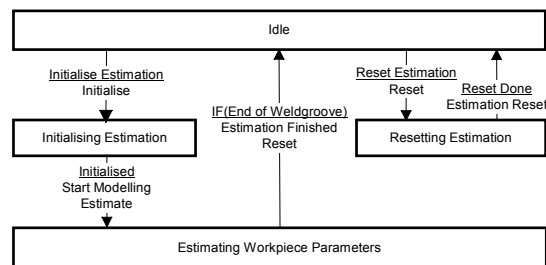 Idle
Initialise Estimation
Initialise
Reset Estimation
Reset
Reset Done
Estimation Reset
IF(End of Weldgroove)
Estimation Finished
Reset
Initialising Estimation
Resetting Estimation
Initialised
Start Modelling
Estimate
Estimating Workpiece Parameters